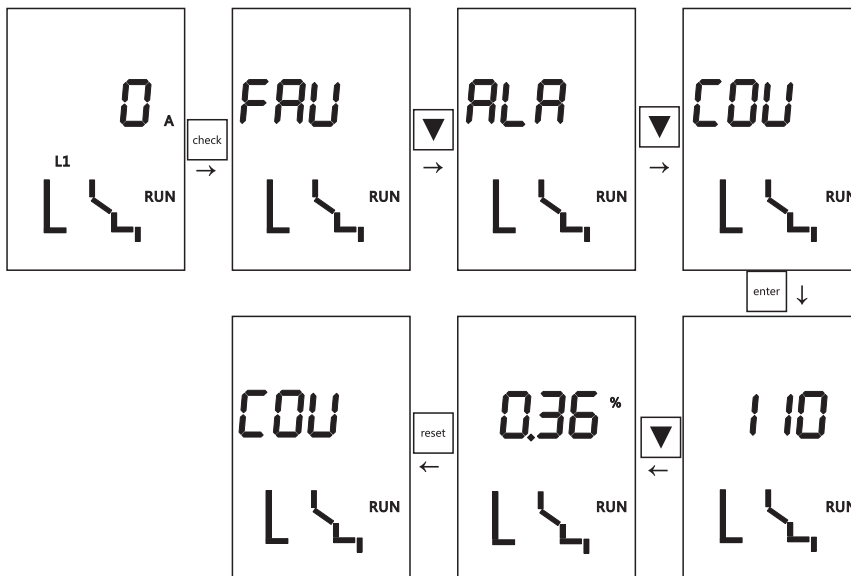 0 A
L1
L
RUN
check
→
FAU
L
RUN
▼
→
ALA
L
RUN
▼
→
COU
L
RUN
enter ↓
110
L
RUN
▼
←
0.36 %
L
RUN
reset
←
COU
L
RUN